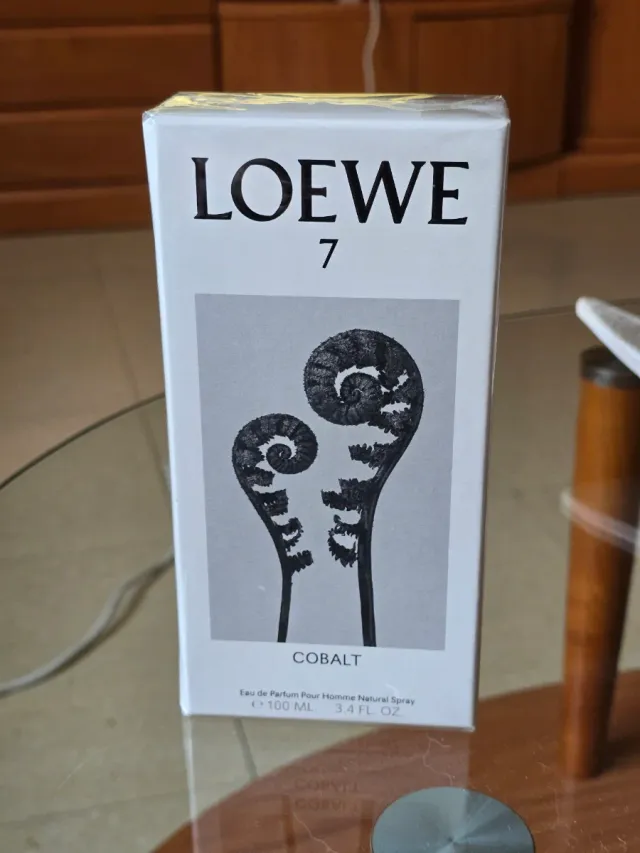 LOEWE
7
COBALT
Eau de Parfum Pour Homme Natural Spray
℮ 100 ML 3.4 FL. OZ.